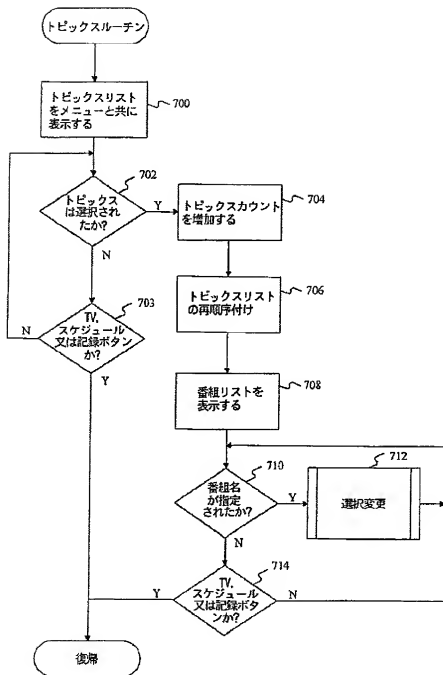 トピックスルーチン
トピックスリスト
をメニューと共に
表示する
700
702
トピックス
は選択され
たか?
Y
N
トピックスカウント
を増加する
704
703
TV,
スケジュール
又は記録ボタン
か?
N
Y
トピックスリスト
の再順序付け
706
番組リストを
表示する
708
710
番組名
が指定
されたか?
Y
N
712
選択変更
714
TV,
スケジュール
又は記録ボタ
ンか?
Y
N
復帰